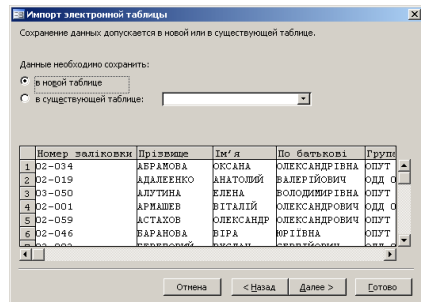 Импорт электронной таблицы
Сохранение данных допускается в новой или в существующей таблице.
Данные необходимо сохранить:
в новой таблице
в существующей таблице:
Номер заліковки Прізвище Ім'я По батькові Група
1 02-034 АБРАМОВА ОКСАНА ОЛЕКСАНДРІВНА ОПУТ
2 02-019 АДАЛЕЕНКО АНАТОЛИЙ ВАЛЕРІЙОВИЧ ОДД О
3 03-050 АЛУТИНА ЕЛЕНА ВОЛОДИМИРІВНА ОПУТ
4 02-001 АРМАШЕВ ВІТАЛІЙ ОЛЕКСАНДРОВИЧ ОДД О
5 02-059 АСТАХОВ ОЛЕКСАНДР ОЛЕКСАНДРОВИЧ ОПУТ
6 02-046 БАРАНОВА ВІРА ЮРІЇВНА ОПУТ
Отмена < Назад Далее > Готово